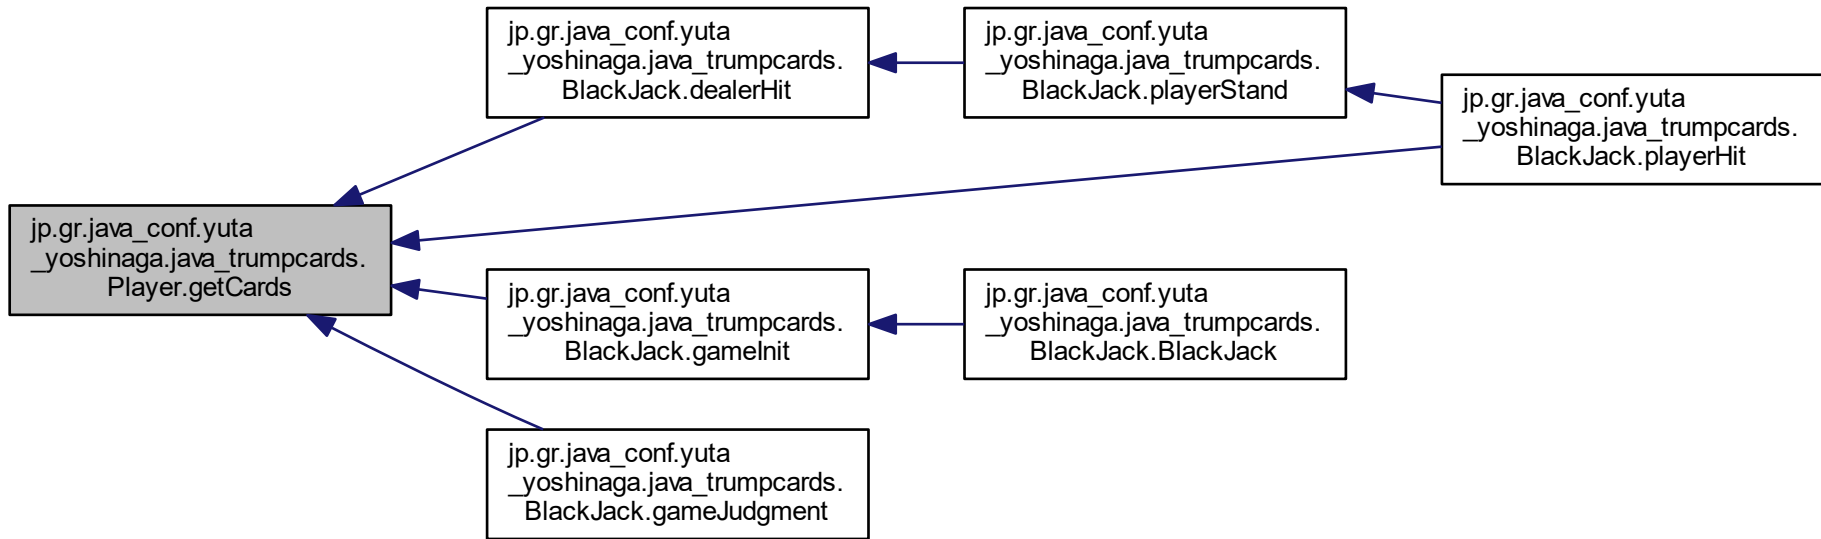 jp.gr.java_conf.yuta
_yoshinaga.java_trumpcards.
BlackJack.dealerHit
jp.gr.java_conf.yuta
_yoshinaga.java_trumpcards.
BlackJack.playerStand
jp.gr.java_conf.yuta
_yoshinaga.java_trumpcards.
BlackJack.playerHit
jp.gr.java_conf.yuta
_yoshinaga.java_trumpcards.
Player.getCards
jp.gr.java_conf.yuta
_yoshinaga.java_trumpcards.
BlackJack.gameInit
jp.gr.java_conf.yuta
_yoshinaga.java_trumpcards.
BlackJack.BlackJack
jp.gr.java_conf.yuta
_yoshinaga.java_trumpcards.
BlackJack.gameJudgment